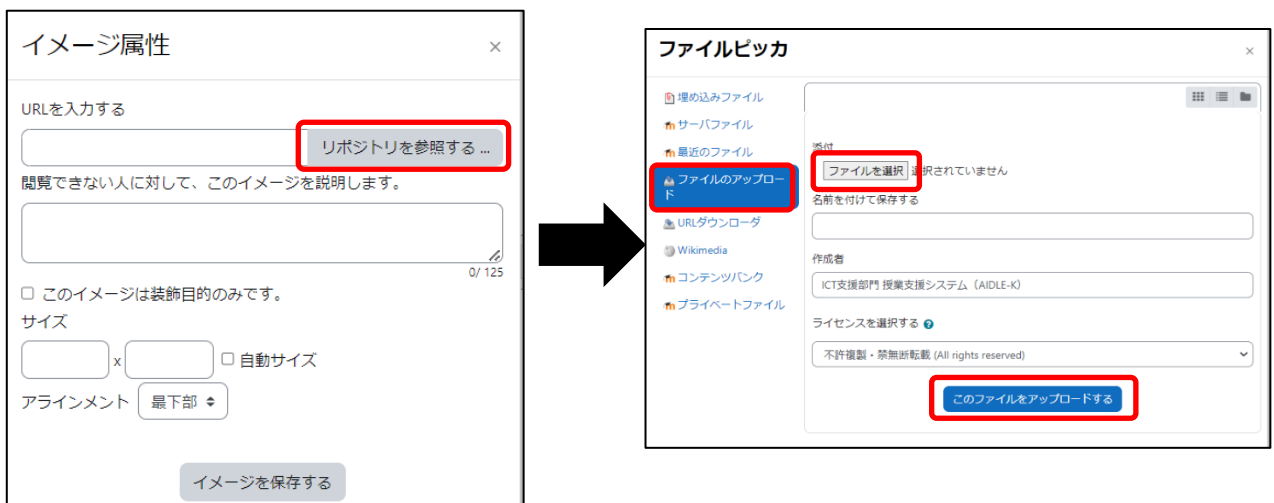 イメージ属性
×
URLを入力する
リポジトリを参照する ...
閲覧できない人に対して、このイメージを説明します。
0/ 125
このイメージは装飾目的のみです。
サイズ
x
自動サイズ
アラインメント 最下部
イメージを保存する
ファイルピッカ
×
埋め込みファイル
サーバファイル
最近のファイル
ファイルのアップロー
ド
URLダウンローダ
Wikimedia
コンテンツバンク
プライベートファイル
添付
ファイルを選択 選択されていません
名前を付けて保存する
作成者
ICT支援部門 授業支援システム（AIDLE-K）
ライセンスを選択する
不許複製・禁無断転載 (All rights reserved)
このファイルをアップロードする